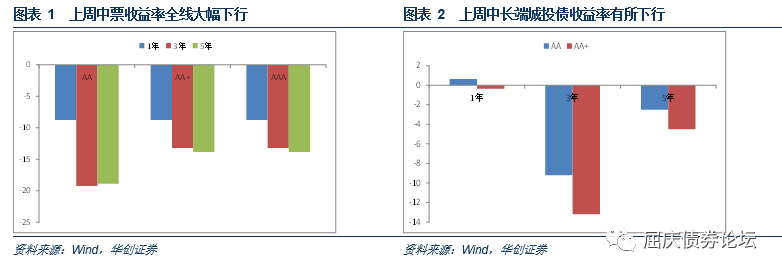 图表 1 上周中票收益率全线大幅下行
1年 3年 5年
0
-5
-10
-15
-20
-25
AA AA+ AAA
资料来源：Wind，华创证券
图表 2 上周中长端城投债收益率有所下行
AA AA+
2
0
-2
-4
-6
-8
-10
-12
-14
1年 3年 5年
资料来源：Wind，华创证券
屈庆债券论坛